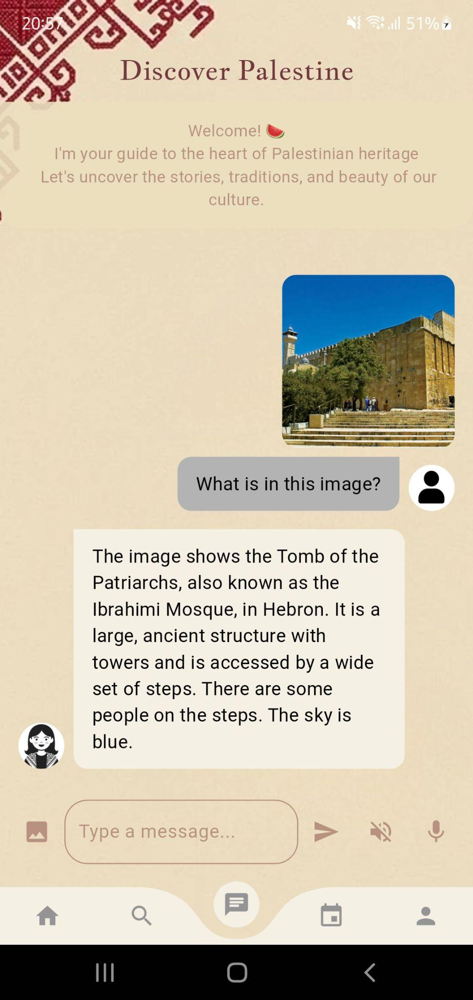 20:57
51%
Discover Palestine
Welcome! 🍉
I'm your guide to the heart of Palestinian heritage
Let's uncover the stories, traditions, and beauty of our
culture.
What is in this image?
The image shows the Tomb of the
Patriarchs, also known as the
Ibrahimi Mosque, in Hebron. It is a
large, ancient structure with
towers and is accessed by a wide
set of steps. There are some
people on the steps. The sky is
blue.
Type a message...